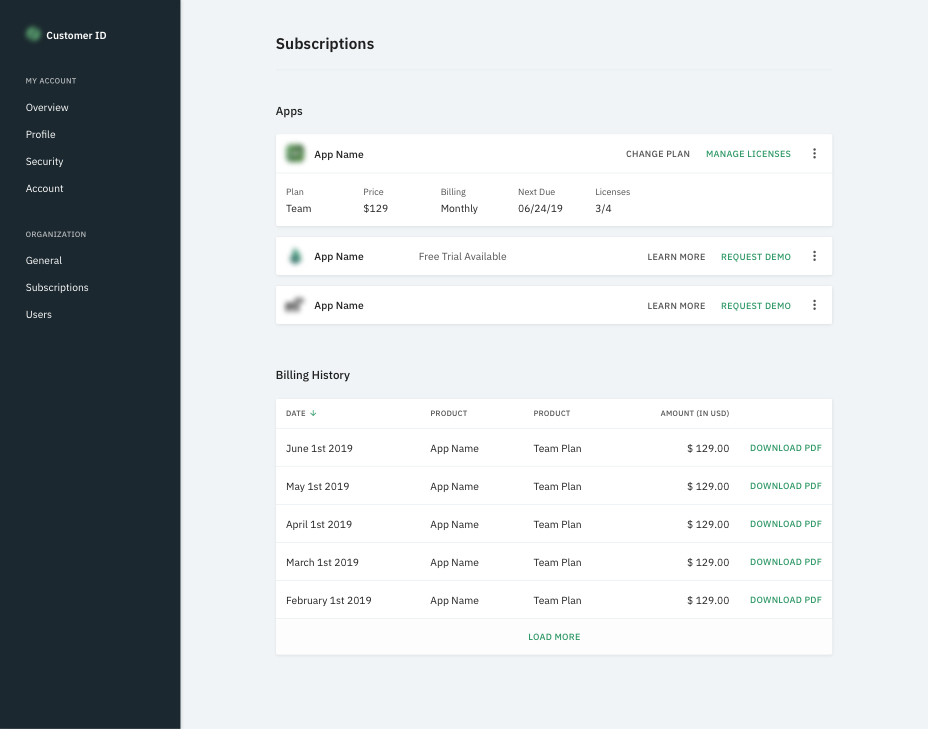 Customer ID
MY ACCOUNT
Overview
Profile
Security
Account
ORGANIZATION
General
Subscriptions
Users
Subscriptions
Apps
App Name CHANGE PLAN MANAGE LICENSES
Plan Price Billing Next Due Licenses
Team $129 Monthly 06/24/19 3/4
App Name Free Trial Available LEARN MORE REQUEST DEMO
App Name LEARN MORE REQUEST DEMO
Billing History
DATE PRODUCT PRODUCT AMOUNT (IN USD)
June 1st 2019 App Name Team Plan $ 129.00 DOWNLOAD PDF
May 1st 2019 App Name Team Plan $ 129.00 DOWNLOAD PDF
April 1st 2019 App Name Team Plan $ 129.00 DOWNLOAD PDF
March 1st 2019 App Name Team Plan $ 129.00 DOWNLOAD PDF
February 1st 2019 App Name Team Plan $ 129.00 DOWNLOAD PDF
LOAD MORE